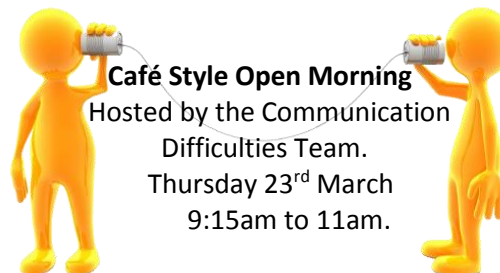 Café Style Open Morning
Hosted by the Communication
Difficulties Team.
Thursday 23rd March
9:15am to 11am.